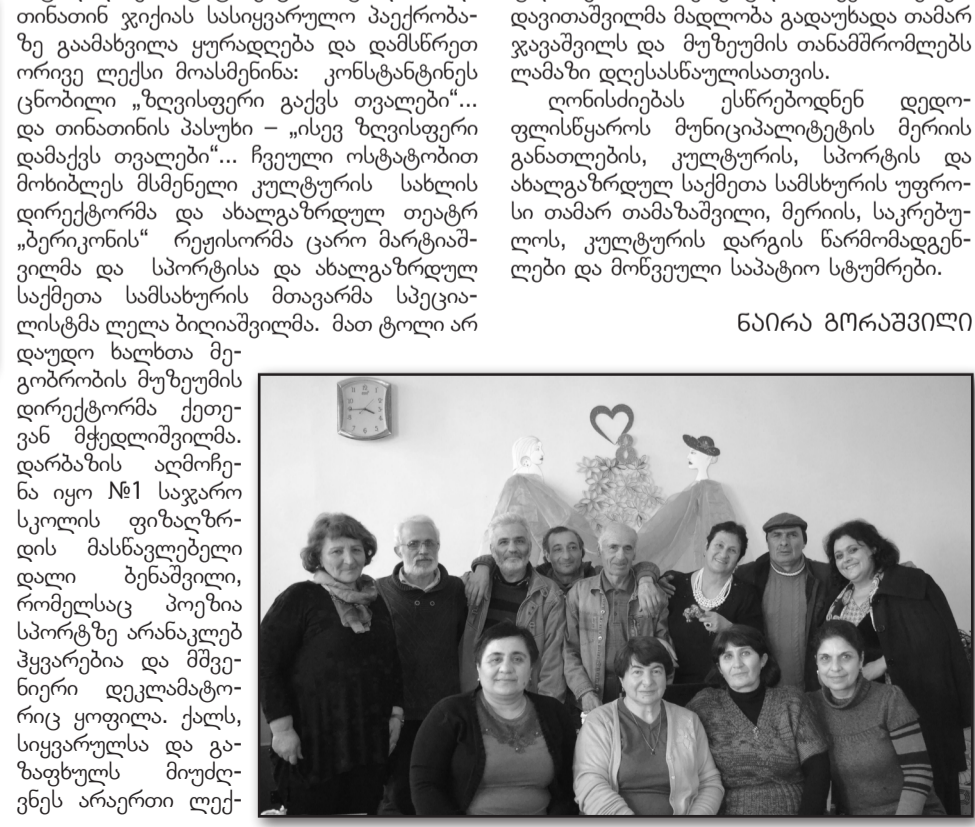 თინათინ ჯიქიას სასიყვარულო პაექრობა-
ზე გაამახვილა ყურადღება და დამსწრეთ
ორივე ლექსი მოასმენინა: კონსტანტინეს
ცნობილი „ზღვისფერი გაქვს თვალები“...
და თინათინის პასუხი – „ისევ ზღვისფერი
დამაქვს თვალები“... ჩვეული ოსტატობით
მოხიბლეს მსმენელი კულტურის სახლის
დირექტორმა და ახალგაზრდულ თეატრ
„ბერიკონის“ რეჟისორმა ცარო მარტიაშ-
ვილმა და სპორტისა და ახალგაზრდულ
საქმეთა სამსახურის მთავარმა სპეცია-
ლისტმა ლელა ბიღიაშვილმა. მათ ტოლი არ
დაუდო ხალხთა მე-
გობრობის მუზეუმის
დირექტორმა ქეთე-
ვან მჭედლიშვილმა.
დარბაზის აღმოჩე-
ნა იყო №1 საჯარო
სკოლის ფიზაღზრ-
დის მასწავლებელი
დალი ბენაშვილი,
რომელსაც პოეზია
სპორტზე არანაკლებ
ჰყვარებია და მშვე-
ნიერი დეკლამატო-
რიც ყოფილა. ქალს,
სიყვარულსა და გა-
ზაფხულს მიუძღ-
ვნეს არაერთი ლექ-
დავითაშვილმა მადლობა გადაუხადა თამარ
ჯავაშვილს და მუზეუმის თანამშრომლებს
ლამაზი დღესასწაულისათვის.
ღონისძიებას ესწრებოდნენ დედო-
ფლისწყაროს მუნიციპალიტეტის მერიის
განათლების, კულტურის, სპორტის და
ახალგაზრდულ საქმეთა სამსხურის უფრო-
სი თამარ თამაზაშვილი, მერიის, საკრებუ-
ლოს, კულტურის დარგის წარმომადგენ-
ლები და მოწვეული საპატიო სტუმრები.
ნაირა გორაშვილი